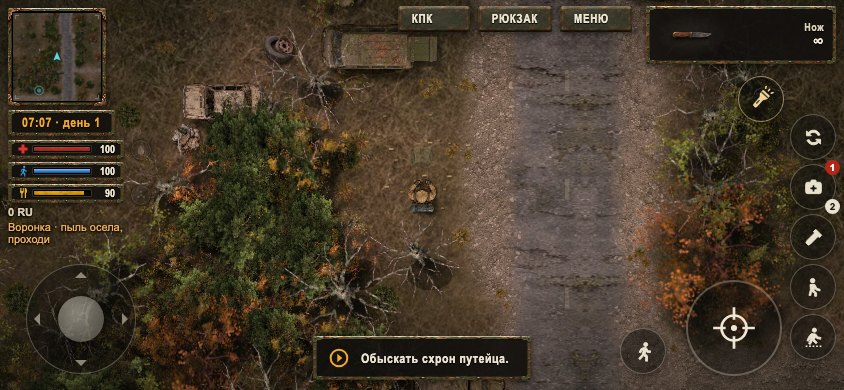 КПК
РЮКЗАК
МЕНЮ
Нож
∞
07:07 · день 1
100
100
90
0 RU
Воронка · пыль осела,
проходи
1
2
Обыскать схрон путейца.